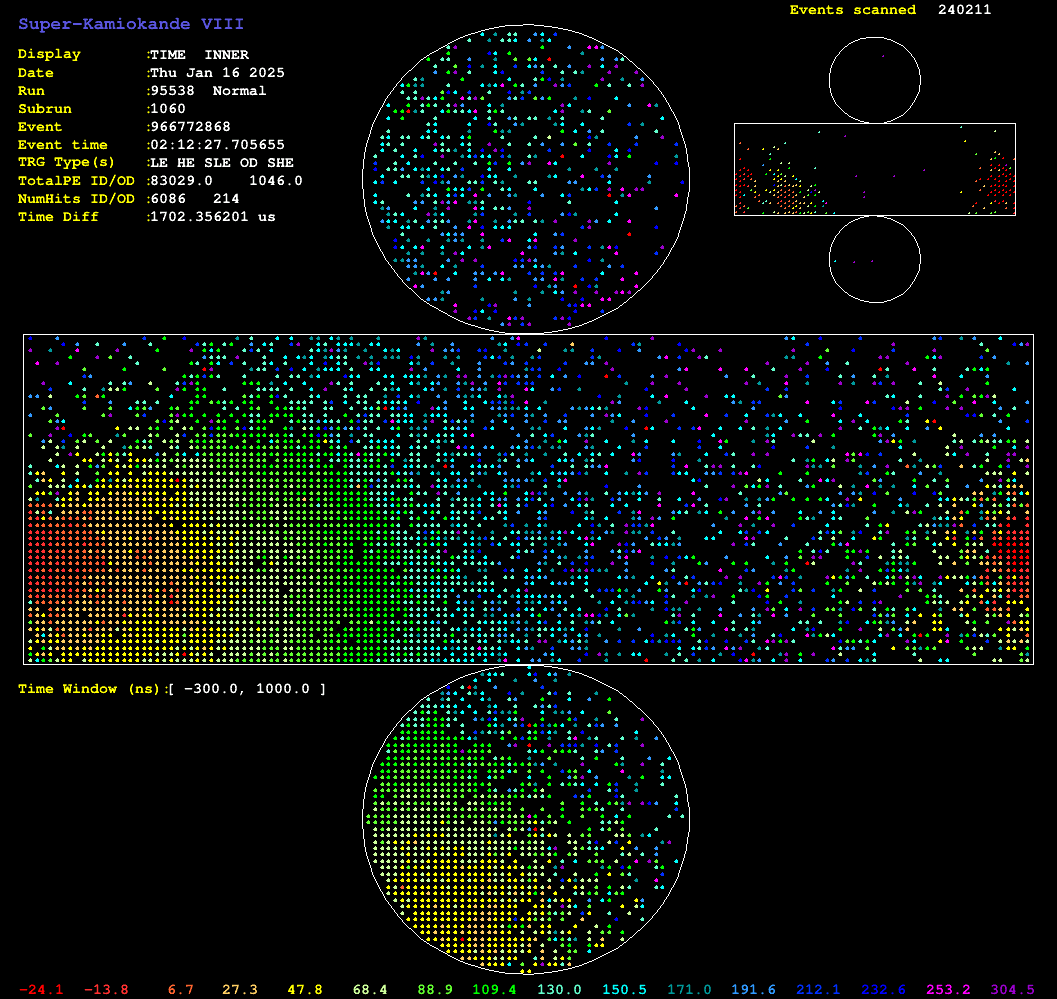 Super-Kamiokande VIII
Events scanned 240211
Display :TIME INNER
Date :Thu Jan 16 2025
Run :95538 Normal
Subrun :1060
Event :966772868
Event time :02:12:27.705655
TRG Type(s) :LE HE SLE OD SHE
TotalPE ID/OD :83029.0 1046.0
NumHits ID/OD :6086 214
Time Diff :1702.356201 us
Time Window (ns):[ -300.0, 1000.0 ]
-24.1 -13.8 6.7 27.3 47.8 68.4 88.9 109.4 130.0 150.5 171.0 191.6 212.1 232.6 253.2 304.5